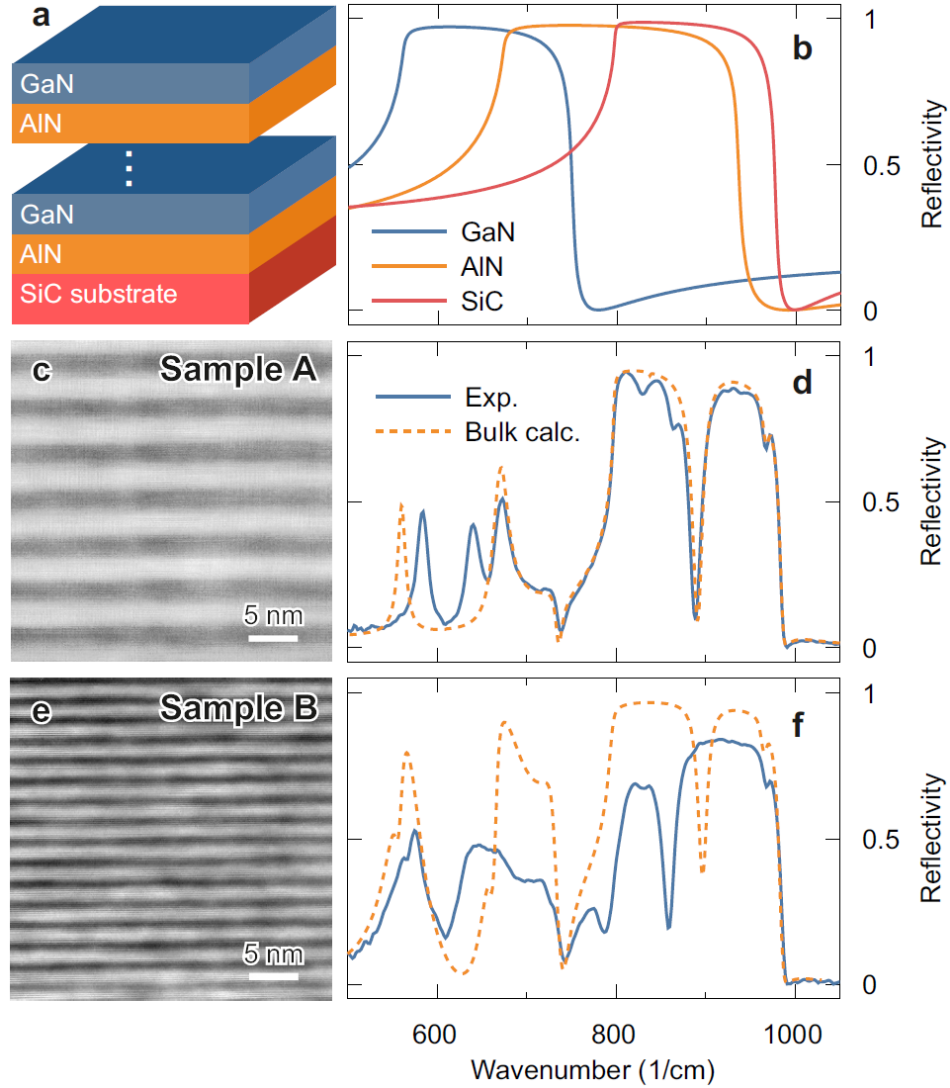 a
GaN
AlN
GaN
AlN
SiC substrate
b
1
0.5
0
Reflectivity
GaN
AlN
SiC
c
Sample A
5 nm
d
Exp.
Bulk calc.
1
0.5
0
Reflectivity
e
Sample B
5 nm
f
1
0.5
0
Reflectivity
600
800
1000
Wavenumber (1/cm)